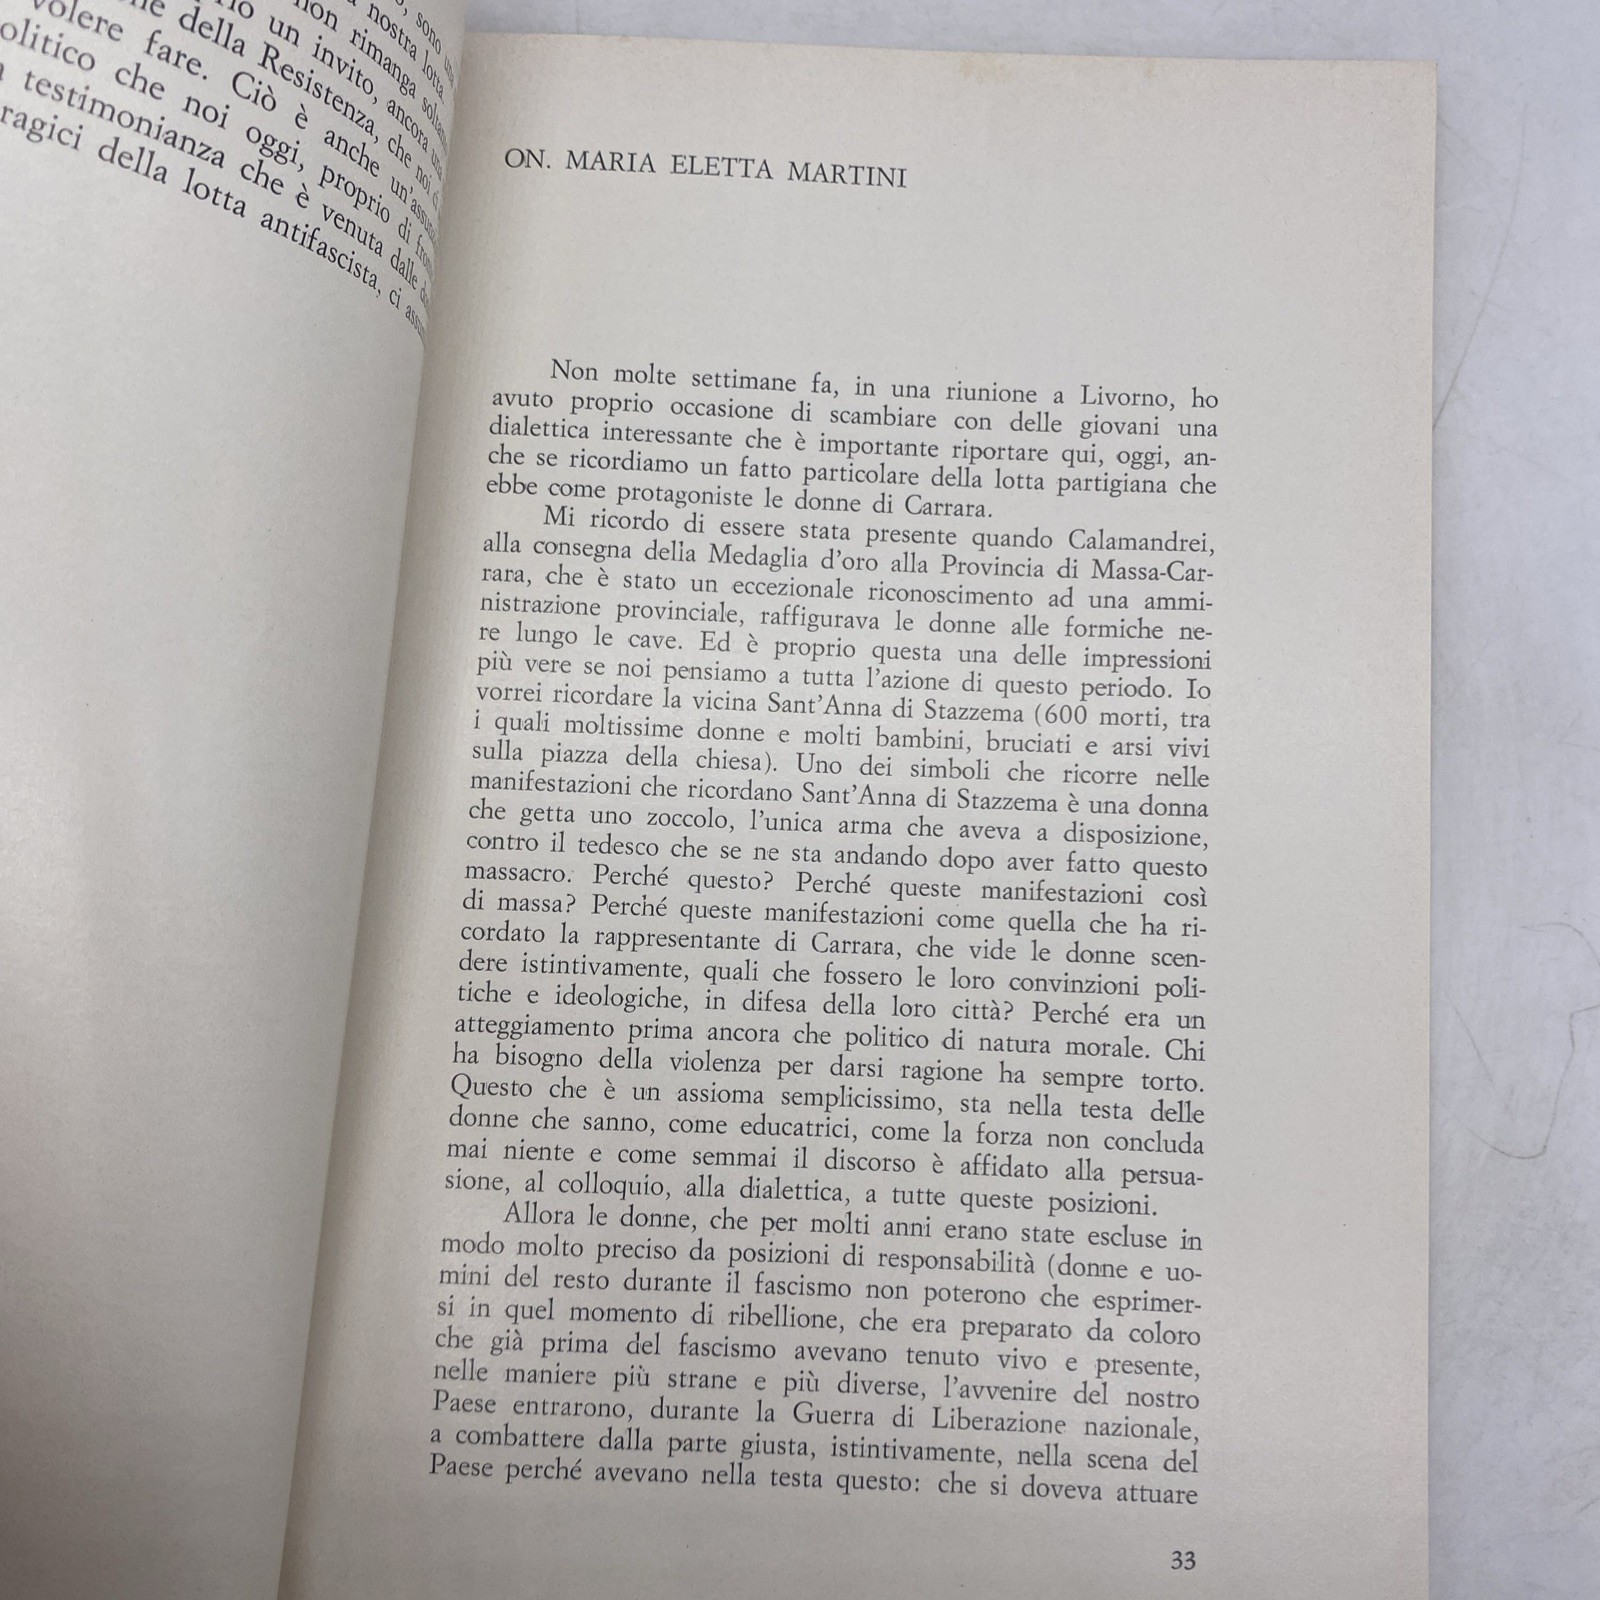 , sono una
nostra lotta.
non rimanga soltan
un invito, ancora una
della Resistenza, che noi d
volere fare. Ciò è anche un'assun
politico che noi oggi, proprio di fron
testimonianza che è venuta dalle do
ragici della lotta antifascista, ci assu
ON. MARIA ELETTA MARTINI
Non molte settimane fa, in una riunione a Livorno, ho
avuto proprio occasione di scambiare con delle giovani una
dialettica interessante che è importante riportare qui, oggi, an-
che se ricordiamo un fatto particolare della lotta partigiana che
ebbe come protagoniste le donne di Carrara.
Mi ricordo di essere stata presente quando Calamandrei,
alla consegna della Medaglia d'oro alla Provincia di Massa-Car-
rara, che è stato un eccezionale riconoscimento ad una ammi-
nistrazione provinciale, raffigurava le donne alle formiche ne-
re lungo le cave. Ed è proprio questa una delle impressioni
più vere se noi pensiamo a tutta l'azione di questo periodo. Io
vorrei ricordare la vicina Sant'Anna di Stazzema (600 morti, tra
i quali moltissime donne e molti bambini, bruciati e arsi vivi
sulla piazza della chiesa). Uno dei simboli che ricorre nelle
manifestazioni che ricordano Sant'Anna di Stazzema è una donna
che getta uno zoccolo, l'unica arma che aveva a disposizione,
contro il tedesco che se ne sta andando dopo aver fatto questo
massacro. Perché questo? Perché queste manifestazioni così
di massa? Perché queste manifestazioni come quella che ha ri-
cordato la rappresentante di Carrara, che vide le donne scen-
dere istintivamente, quali che fossero le loro convinzioni poli-
tiche e ideologiche, in difesa della loro città? Perché era un
atteggiamento prima ancora che politico di natura morale. Chi
ha bisogno della violenza per darsi ragione ha sempre torto.
Questo che è un assioma semplicissimo, sta nella testa delle
donne che sanno, come educatrici, come la forza non concluda
mai niente e come semmai il discorso è affidato alla persua-
sione, al colloquio, alla dialettica, a tutte queste posizioni.
Allora le donne, che per molti anni erano state escluse in
modo molto preciso da posizioni di responsabilità (donne e uo-
mini del resto durante il fascismo non poterono che esprimer-
si in quel momento di ribellione, che era preparato da coloro
che già prima del fascismo avevano tenuto vivo e presente,
nelle maniere più strane e più diverse, l'avvenire del nostro
Paese entrarono, durante la Guerra di Liberazione nazionale,
a combattere dalla parte giusta, istintivamente, nella scena del
Paese perché avevano nella testa questo: che si doveva attuare
33